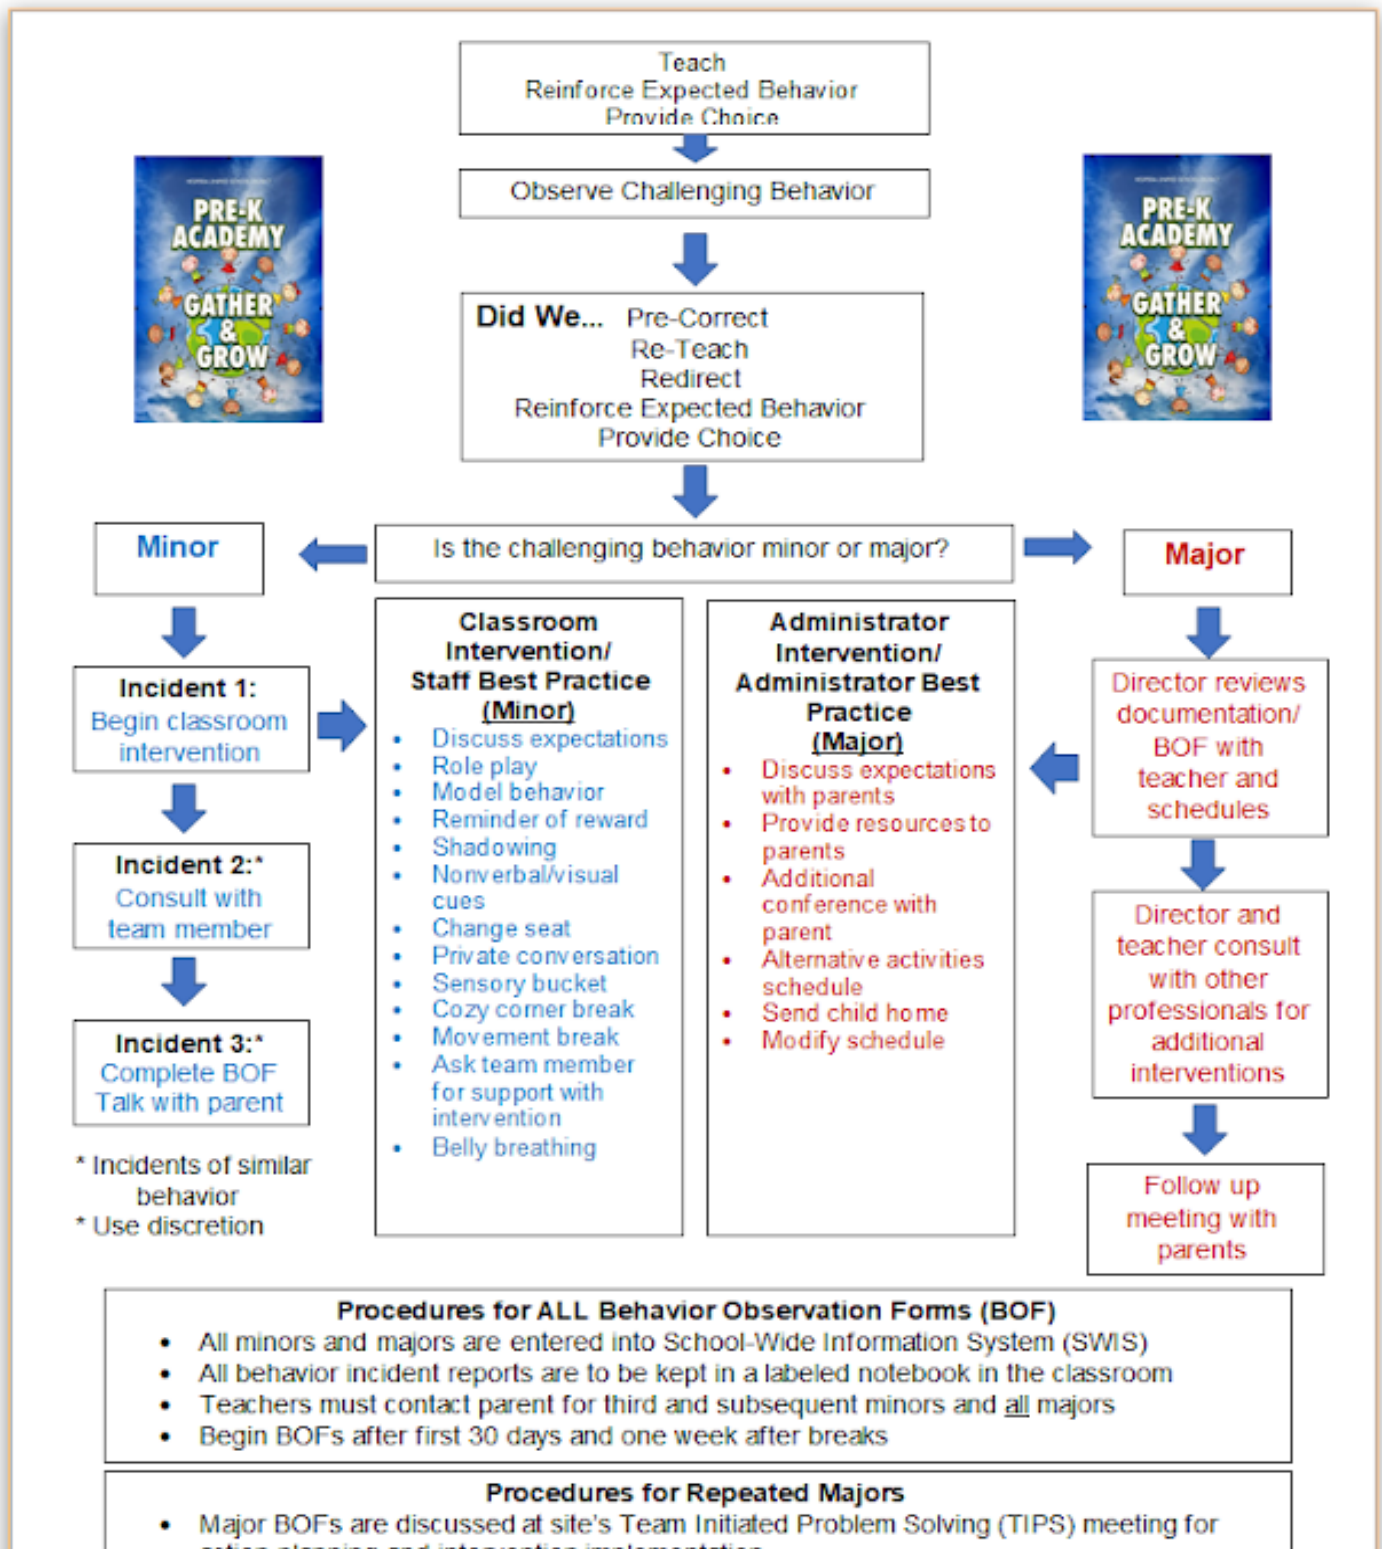 Teach
Reinforce Expected Behavior
Provide Choice
Observe Challenging Behavior
PRE-K
ACADEMY
GATHER
&
GROW
PRE-K
ACADEMY
GATHER
&
GROW
Did We... Pre-Correct
Re-Teach
Redirect
Reinforce Expected Behavior
Provide Choice
Is the challenging behavior minor or major?
Minor
Major
Incident 1:
Begin classroom
intervention
Incident 2:*
Consult with
team member
Incident 3:*
Complete BOF
Talk with parent
* Incidents of similar
behavior
* Use discretion
Classroom
Intervention/
Staff Best Practice
(Minor)
• Discuss expectations
• Role play
• Model behavior
• Reminder of reward
• Shadowing
• Nonverbal/visual
cues
• Change seat
• Private conversation
• Sensory bucket
• Cozy corner break
• Movement break
• Ask team member
for support with
intervention
• Belly breathing
Administrator
Intervention/
Administrator Best
Practice
(Major)
• Discuss expectations
with parents
• Provide resources to
parents
• Additional
conference with
parent
• Alternative activities
schedule
• Send child home
• Modify schedule
Director reviews
documentation/
BOF with
teacher and
schedules
Director and
teacher consult
with other
professionals for
additional
interventions
Follow up
meeting with
parents
Procedures for ALL Behavior Observation Forms (BOF)
• All minors and majors are entered into School-Wide Information System (SWIS)
• All behavior incident reports are to be kept in a labeled notebook in the classroom
• Teachers must contact parent for third and subsequent minors and all majors
• Begin BOFs after first 30 days and one week after breaks
Procedures for Repeated Majors
• Major BOFs are discussed at site's Team Initiated Problem Solving (TIPS) meeting for